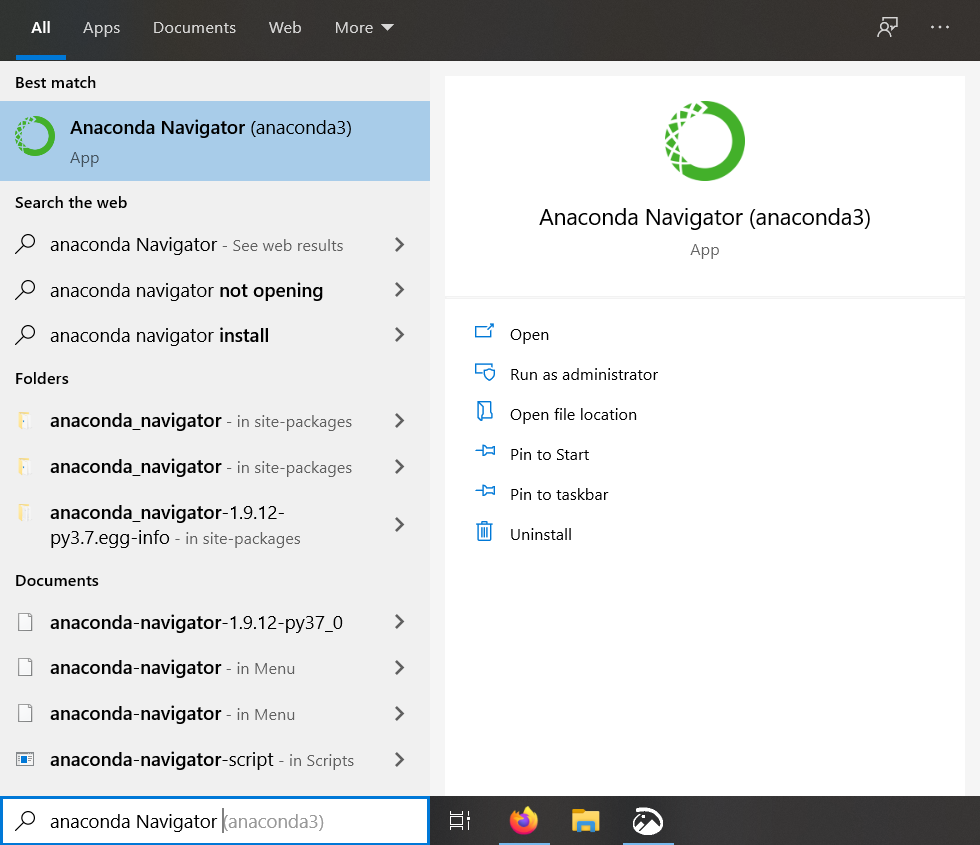 All Apps Documents Web More
Best match
Anaconda Navigator (anaconda3)
App
Search the web
anaconda Navigator - See web results
anaconda navigator not opening
anaconda navigator install
Folders
anaconda_navigator - in site-packages
anaconda_navigator - in site-packages
anaconda_navigator-1.9.12-
py3.7.egg-info - in site-packages
Documents
anaconda-navigator-1.9.12-py37_0
anaconda-navigator - in Menu
anaconda-navigator - in Menu
anaconda-navigator-script - in Scripts
anaconda Navigator (anaconda3)
Anaconda Navigator (anaconda3)
App
Open
Run as administrator
Open file location
Pin to Start
Pin to taskbar
Uninstall